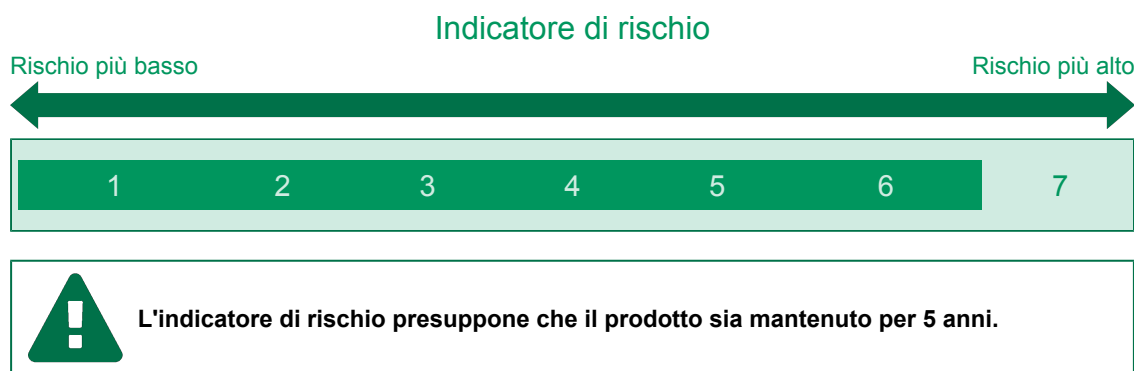 Indicatore di rischio
Rischio più basso Rischio più alto
1 2 3 4 5 6 7
L'indicatore di rischio presuppone che il prodotto sia mantenuto per 5 anni.